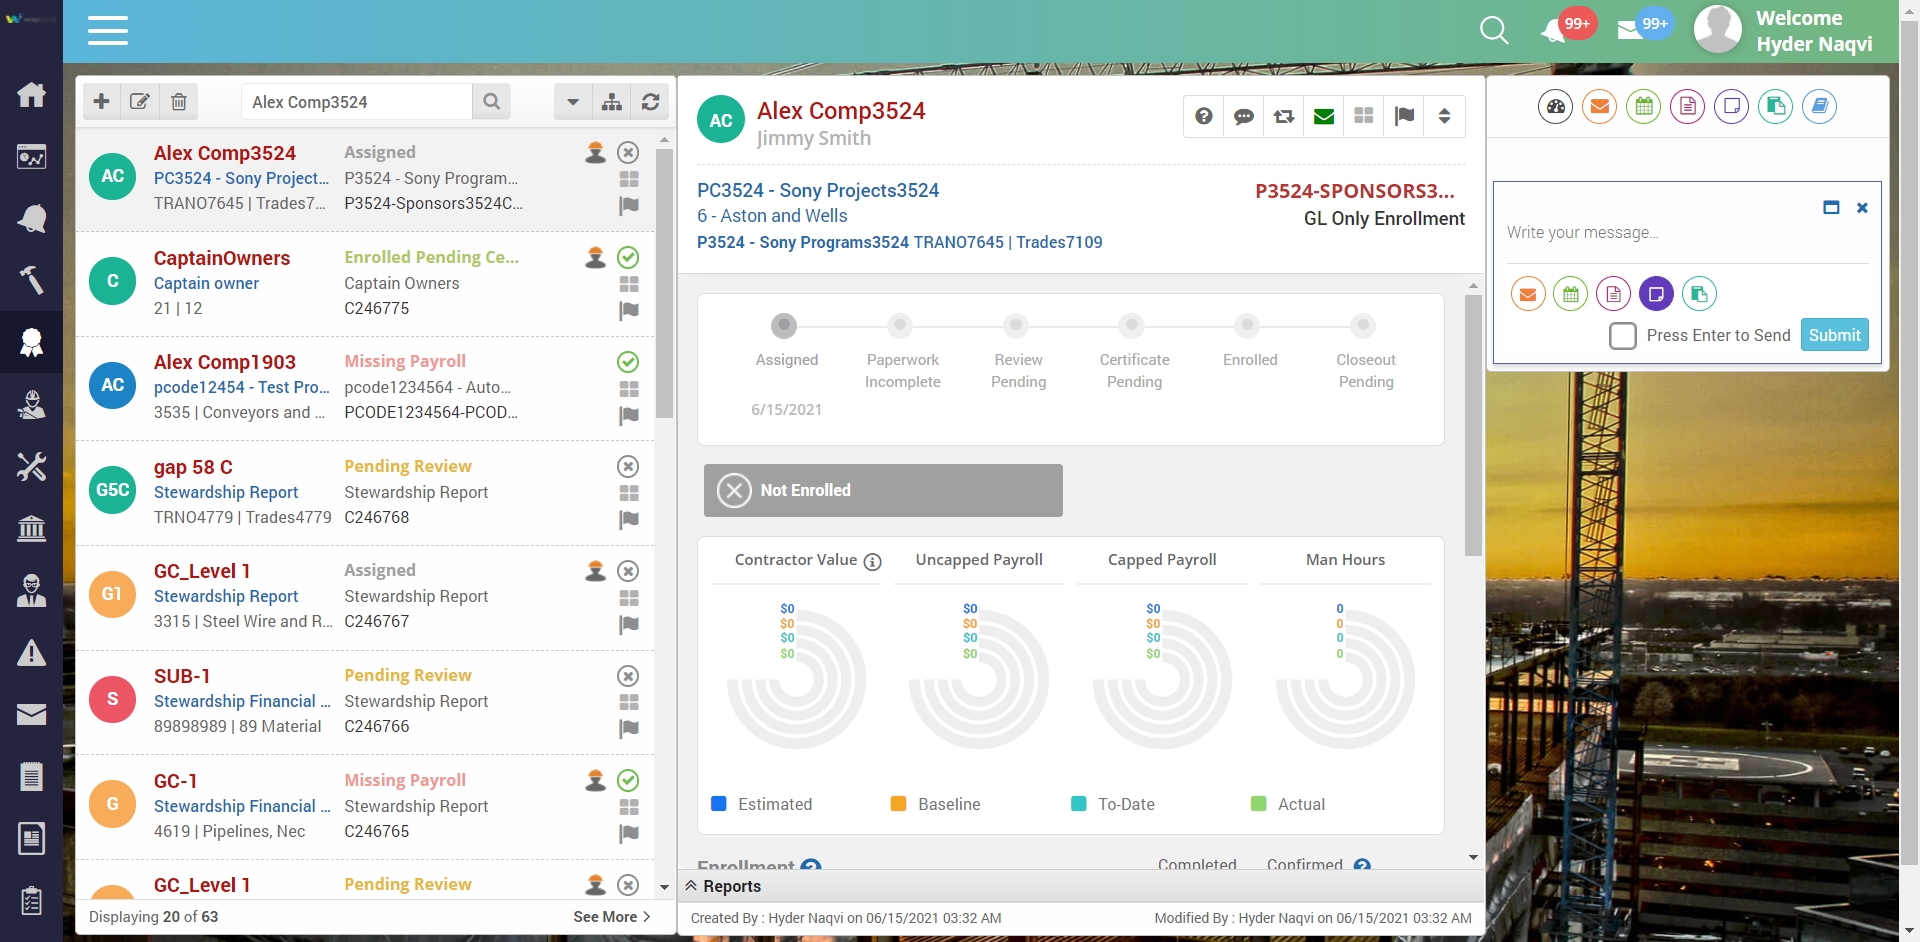 Welcome
Hyder Naqvi
99+
99+
Alex Comp3524
Alex Comp3524
Assigned
PC3524 - Sony Project...
P3524 - Sony Program...
TRANO7645 | Trades7...
P3524-Sponsors3524C...
AC
CaptainOwners
Enrolled Pending Ce...
Captain owner
Captain Owners
21 | 12
C246775
C
Alex Comp1903
Missing Payroll
pcode12454 - Test Pro...
pcode1234564 - Auto...
3535 | Conveyors and ...
PCODE1234564-PCOD...
AC
gap 58 C
Pending Review
Stewardship Report
Stewardship Report
TRNO4779 | Trades4779
C246768
G5C
GC_Level 1
Assigned
Stewardship Report
Stewardship Report
3315 | Steel Wire and R...
C246767
G1
SUB-1
Pending Review
Stewardship Financial ...
Stewardship Report
89898989 | 89 Material
C246766
S
GC-1
Missing Payroll
Stewardship Financial ...
Stewardship Report
4619 | Pipelines, Nec
C246765
G
GC_Level 1
Pending Review
Displaying 20 of 63
See More
AC
Alex Comp3524
Jimmy Smith
PC3524 - Sony Projects3524
P3524-SPONSORS3...
6 - Aston and Wells
GL Only Enrollment
P3524 - Sony Programs3524 TRANO7645 | Trades7109
Assigned
Paperwork Incomplete
Review Pending
Certificate Pending
Enrolled
Closeout Pending
6/15/2021
Not Enrolled
Contractor Value
Uncapped Payroll
Capped Payroll
Man Hours
$0
$0
$0
$0
$0
$0
$0
$0
$0
$0
$0
$0
0
0
0
0
Estimated
Baseline
To-Date
Actual
Enrollment
Completed
Confirmed
Reports
Created By : Hyder Naqvi on 06/15/2021 03:32 AM
Modified By : Hyder Naqvi on 06/15/2021 03:32 AM
Write your message...
Press Enter to Send
Submit